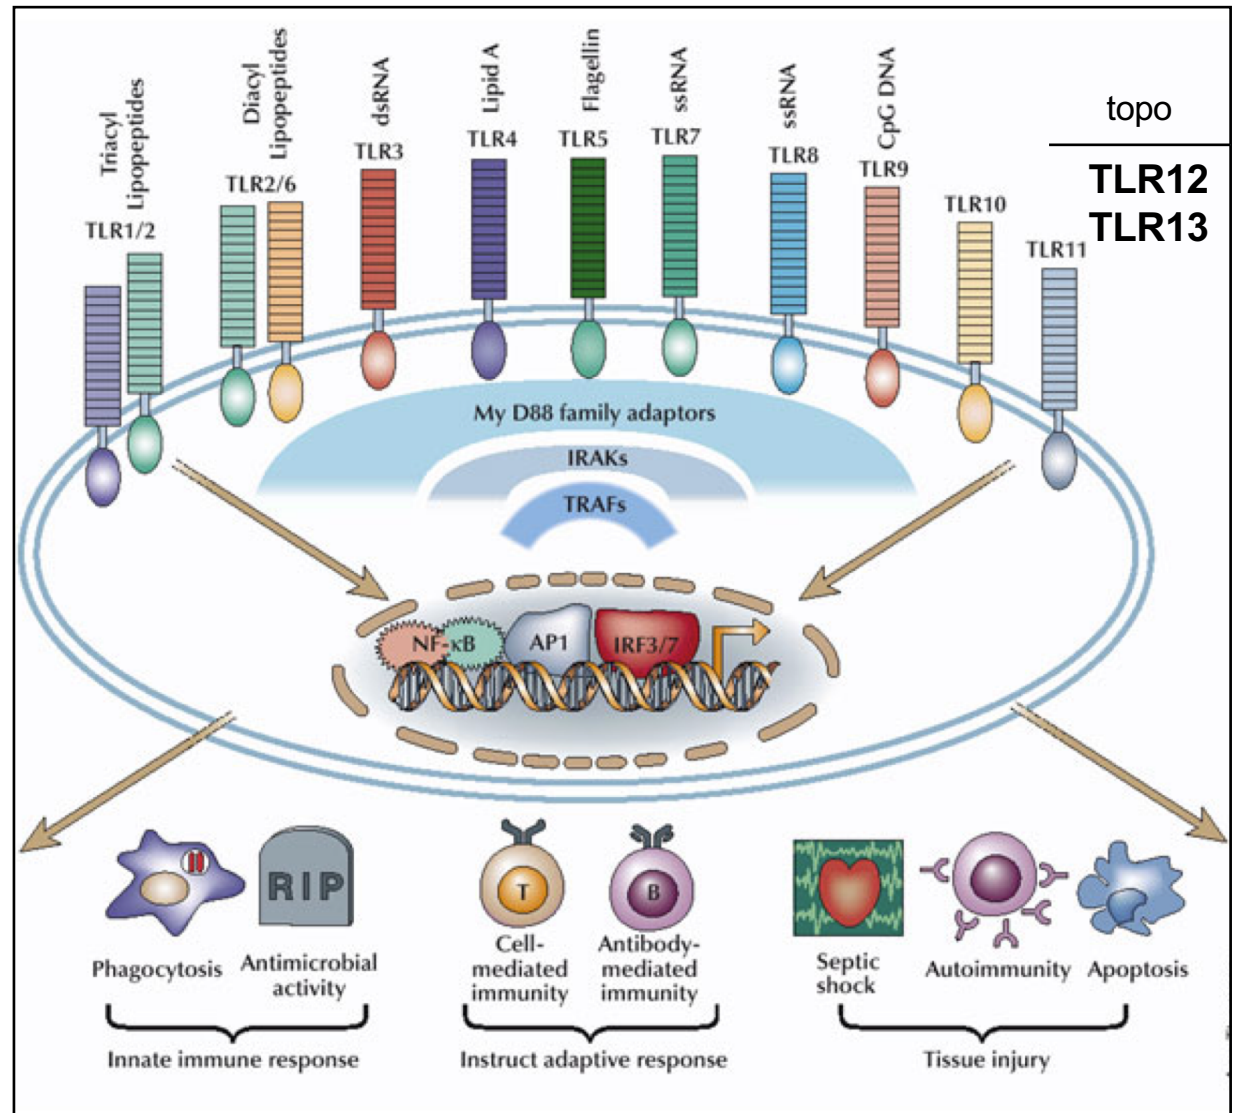 Triacyl
Lipopeptides
TLR1/2
Diacyl
Lipopeptides
TLR2/6
dsRNA
TLR3
Lipid A
TLR4
Flagellin
TLR5
ssRNA
TLR7
ssRNA
TLR8
CpG DNA
TLR9
TLR10
TLR11
topo
TLR12
TLR13
My D88 family adaptors
IRAKs
TRAFs
NF-κB
AP1
IRF3/7
RIP
T
B
Phagocytosis
Antimicrobial
activity
Cell-
mediated
immunity
Antibody-
mediated
immunity
Septic
shock
Autoimmunity
Apoptosis
Innate immune response
Instruct adaptive response
Tissue injury